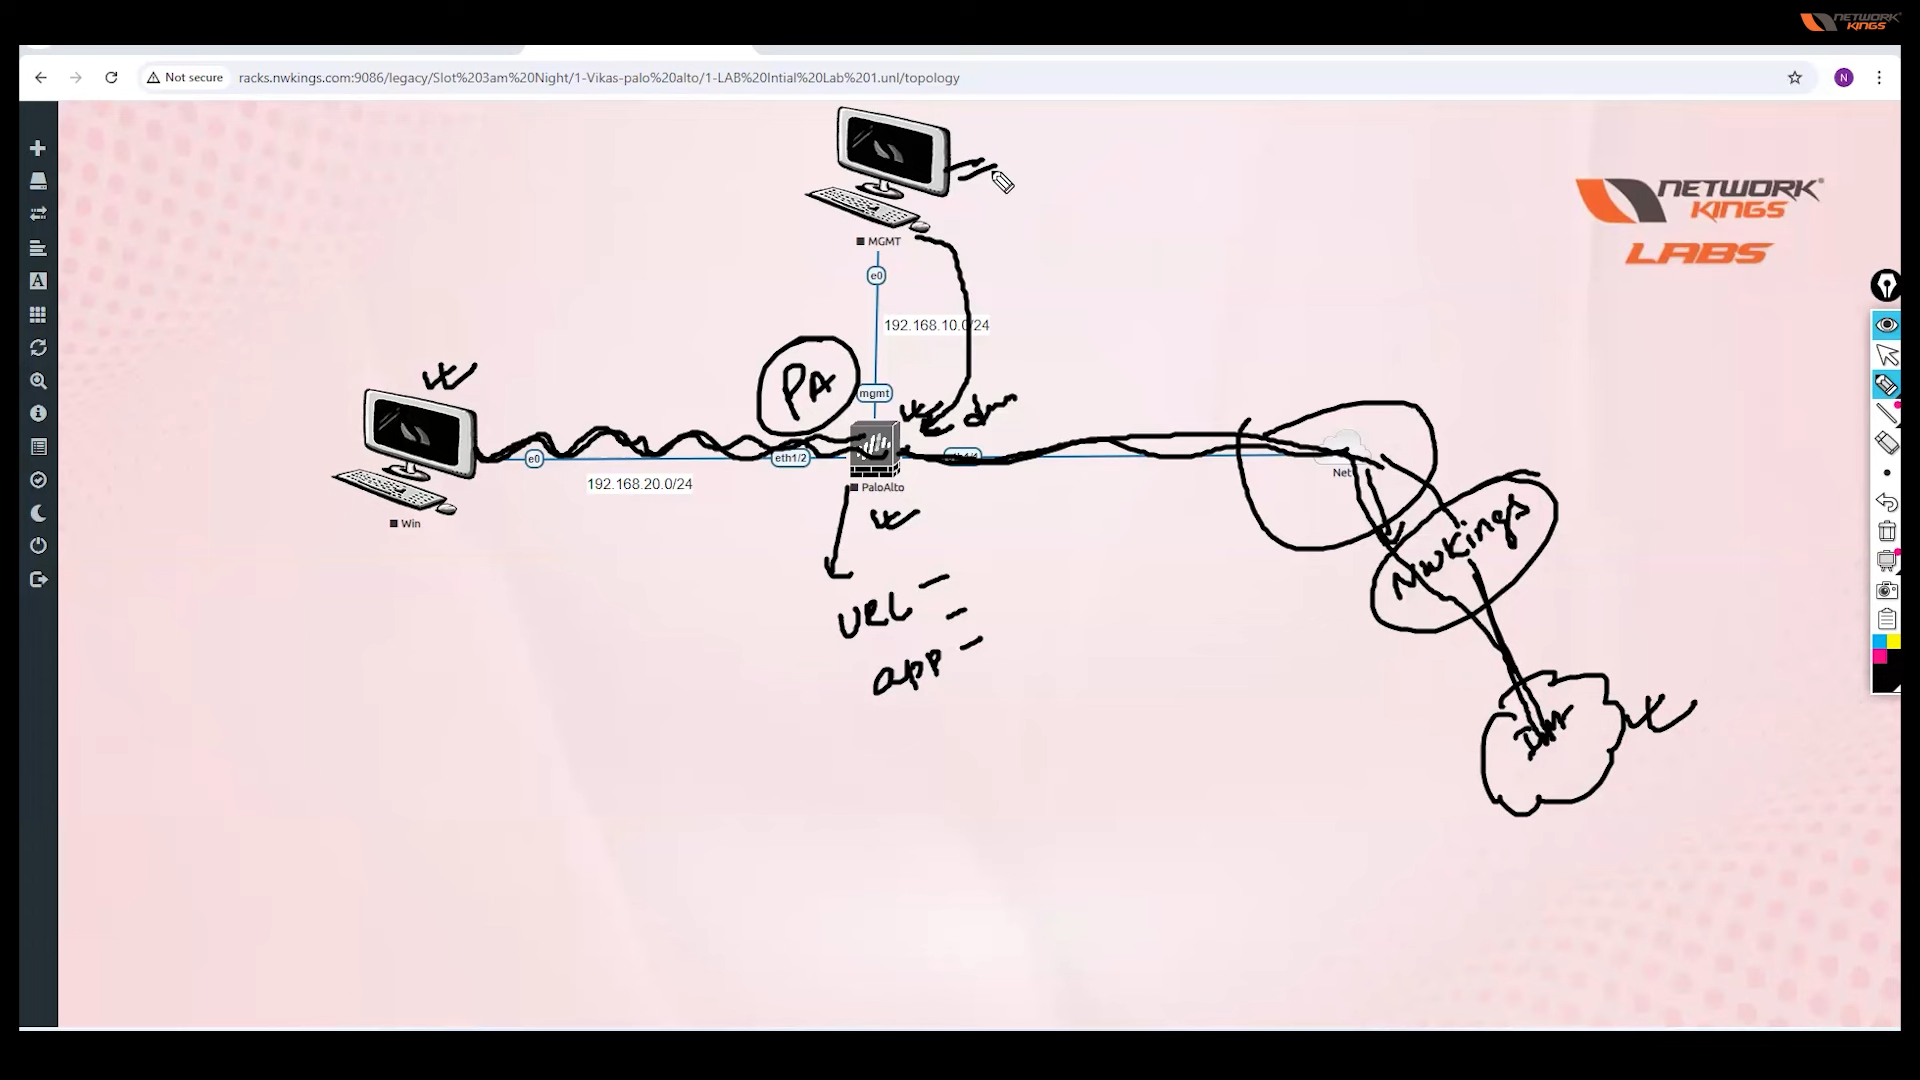 NETWORK
KINGS
Not secure
racks.nwkings.com:9086/legacy/Slot%203am%20Night/1-Vikas-palo%20alto/1-LAB%20Intial%20Lab%201.unl/topology
N
NETWORK
KINGS
LABS
MGMT
e0
192.168.10.0/24
PA
mgmt
e0
eth1/2
192.168.20.0/24
PaloAlto
Win
Net
NwKings
URL
app